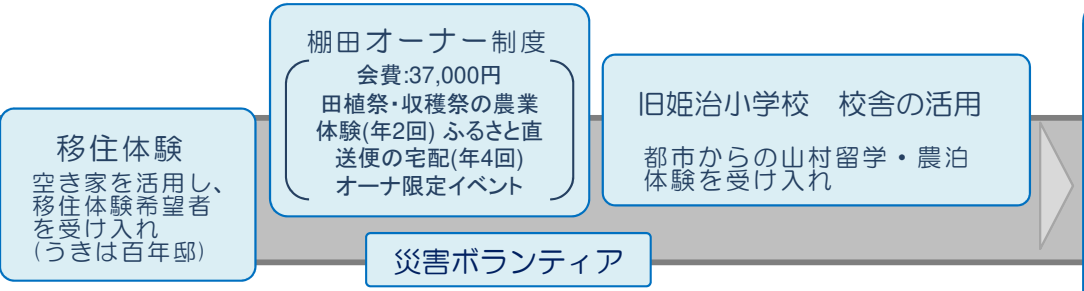 移住体験
空き家を活用し、
移住体験希望者
を受け入れ
(うきは百年邸)
棚田オーナー制度
会費:37,000円
田植祭・収穫祭の農業
体験(年2回) ふるさと直
送便の宅配(年4回)
オーナ限定イベント
災害ボランティア
旧姫治小学校　校舎の活用
都市からの山村留学・農泊
体験を受け入れ